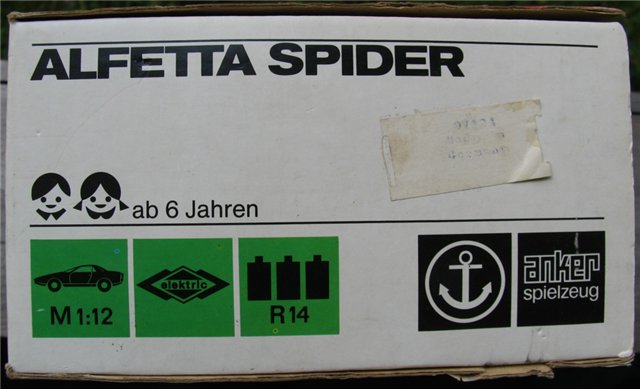 ALFETTA SPIDER
ab 6 Jahren
M 1:12
elektric
R14
anker
spielzeug